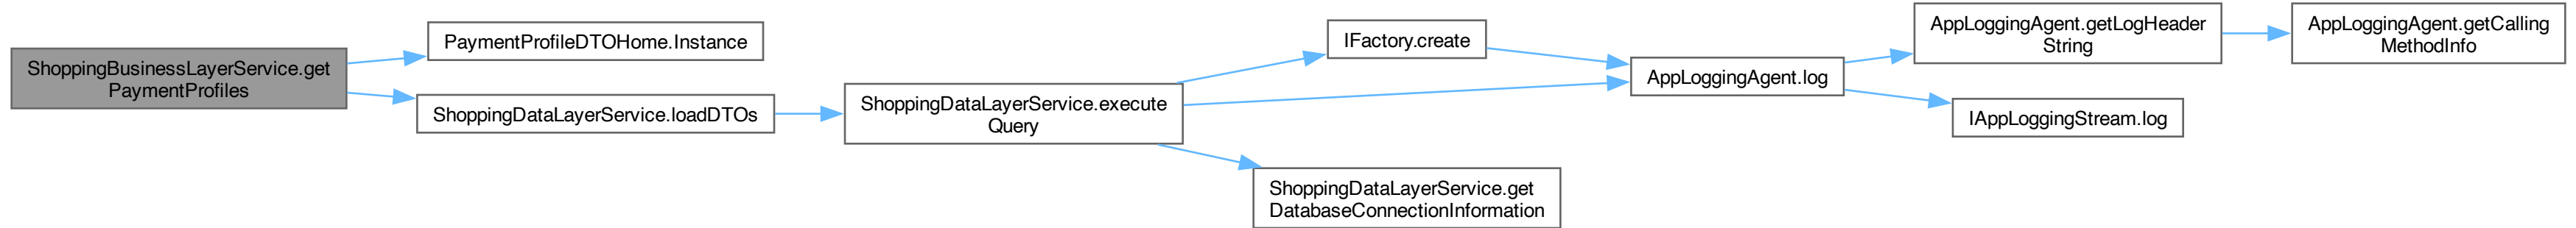 ShoppingBusinessLayerService.get
PaymentProfiles
PaymentProfileDTOHome.Instance
ShoppingDataLayerService.loadDTOs
ShoppingDataLayerService.execute
Query
IFactory.create
ShoppingDataLayerService.get
DatabaseConnectionInformation
AppLoggingAgent.log
AppLoggingAgent.getLogHeader
String
IAppLoggingStream.log
AppLoggingAgent.getCalling
MethodInfo